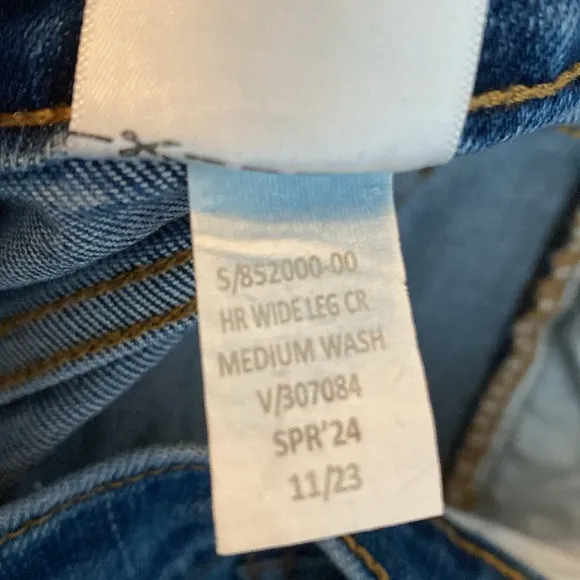 S/852000-00
HR WIDE LEG CR
MEDIUM WASH
V/307084
SPR'24
11/23